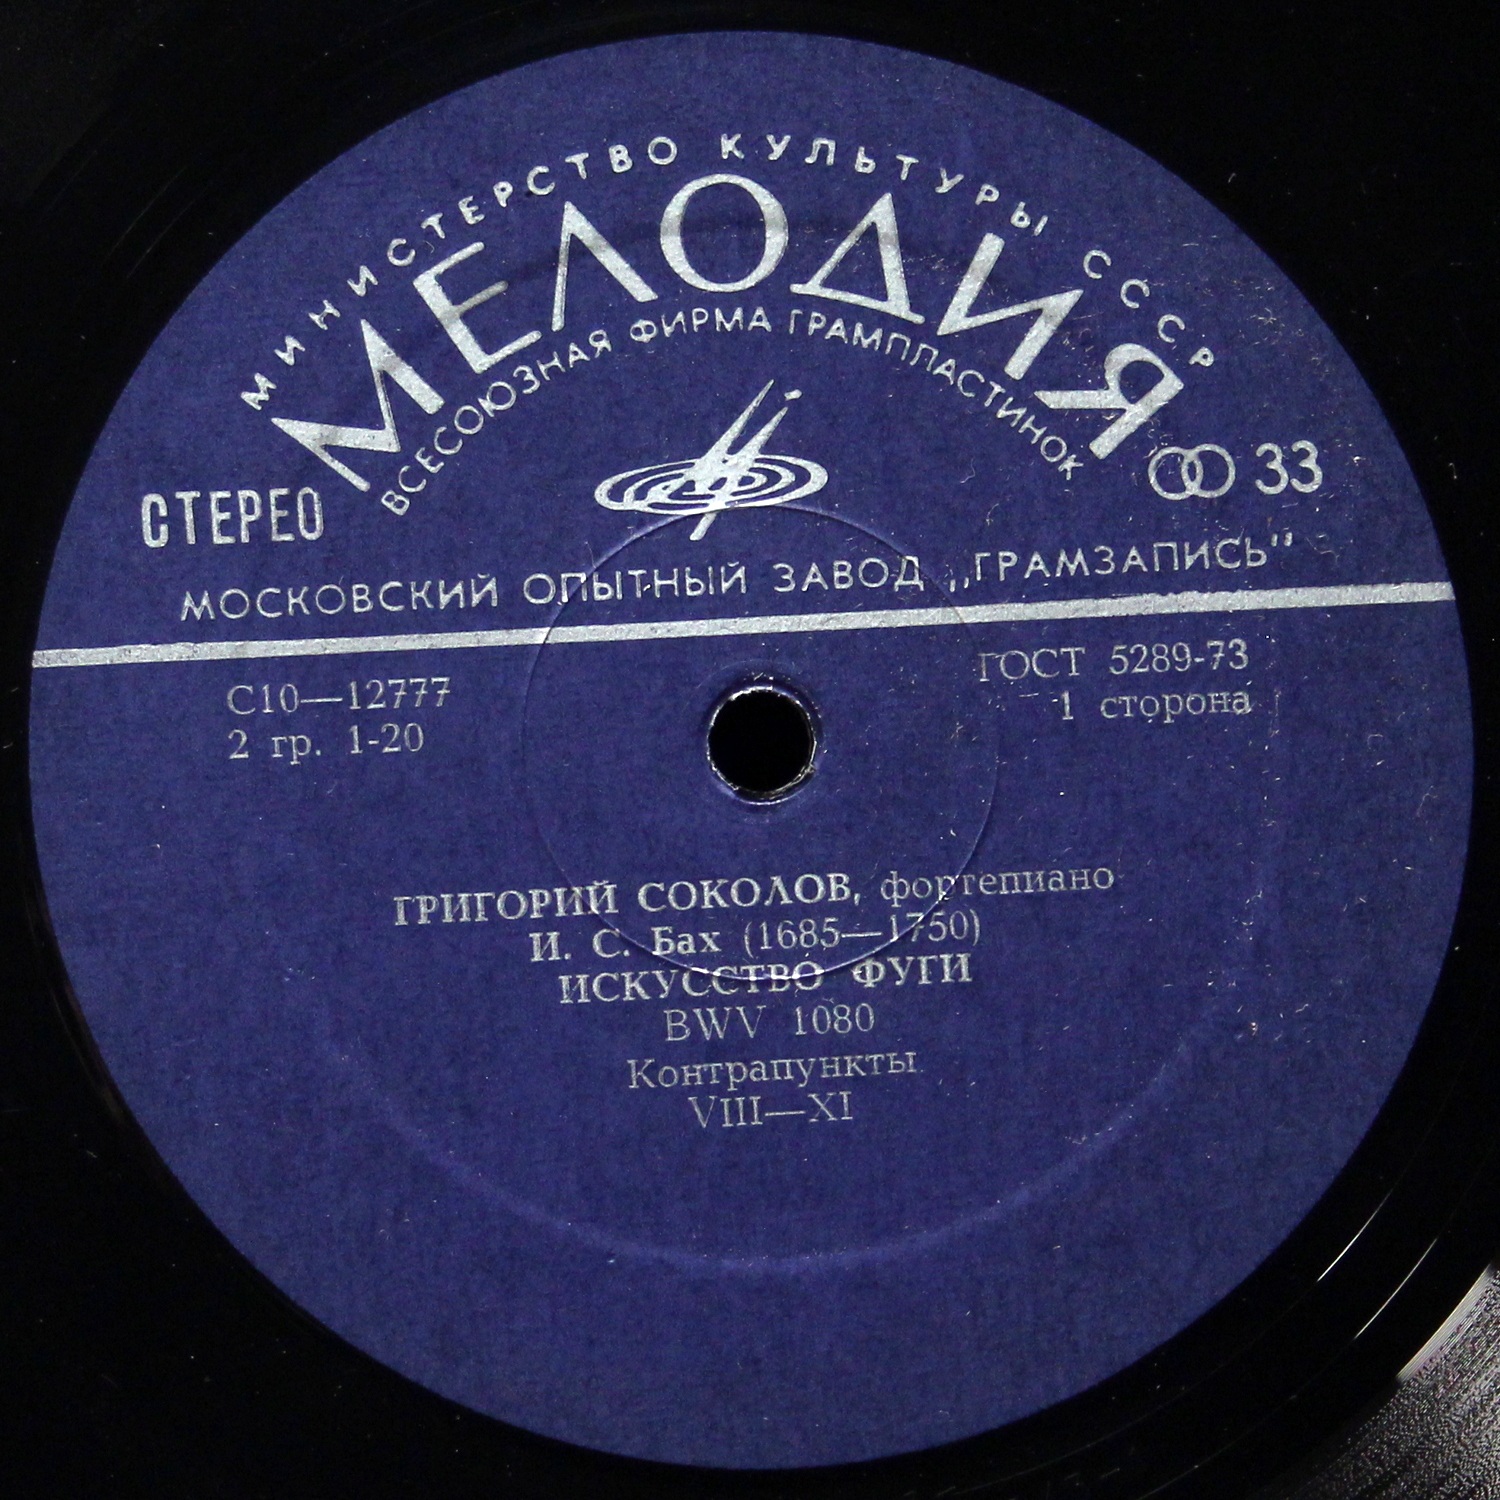 МИНИСТЕРСТВО КУЛЬТУРЫ СССР
МЕЛОДИЯ
ВСЕСОЮЗНАЯ ФИРМА ГРАМПЛАСТИНОК
СТЕРЕО
33
МОСКОВСКИЙ ОПЫТНЫЙ ЗАВОД „ГРАМЗАПИСЬ”
С10—12777
ГОСТ 5289-73
2 гр. 1-20
1 сторона
ГРИГОРИЙ СОКОЛОВ, фортепиано
И. С. Бах (1685—1750)
ИСКУССТВО ФУГИ
BWV 1080
Контрапункты
VIII—XI